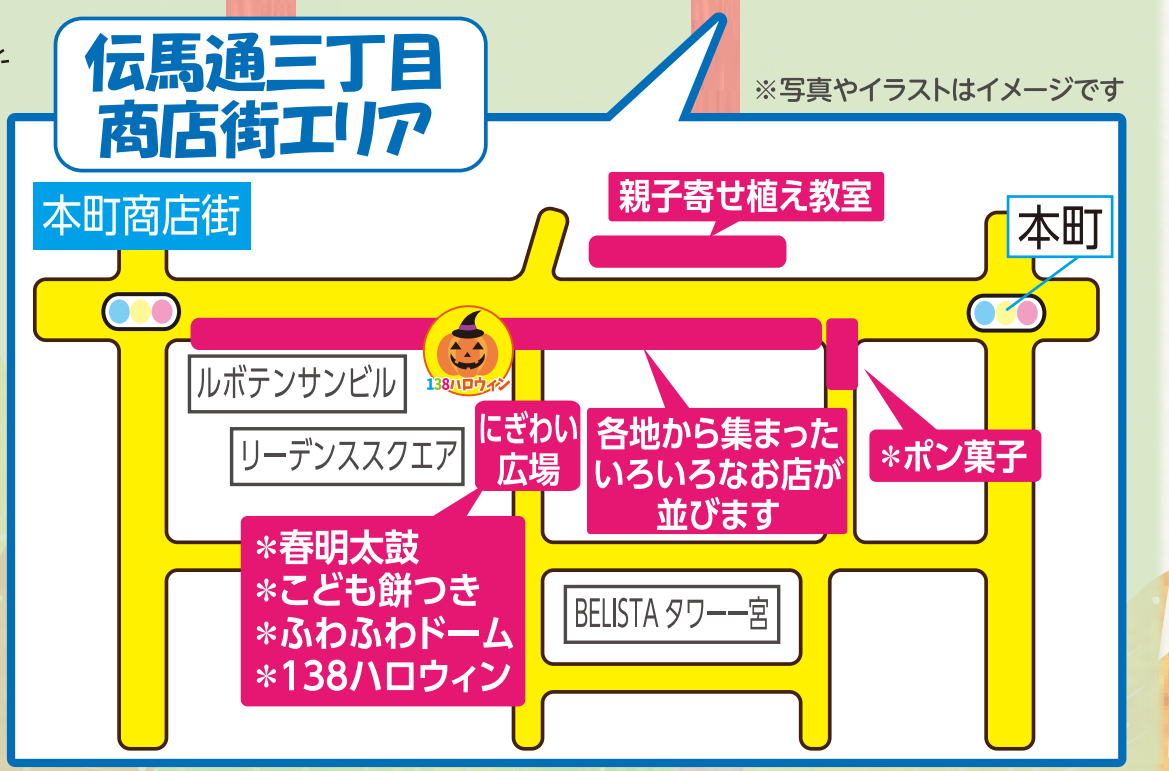 と
伝馬通三丁目
商店街エリア
※写真やイラストはイメージです
本町商店街
親子寄せ植え教室
本町
138ハロウィン
ルボテンサンビル
リーデンススクエア
にぎわい
広場
各地から集まった
いろいろなお店が
並びます
＊ポン菓子
＊春明太鼓
＊こども餅つき
＊ふわふわドーム
＊138ハロウィン
BELISTA タワー一宮